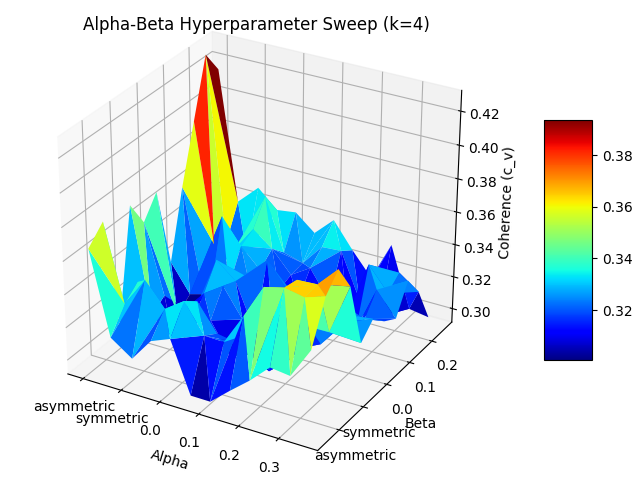 Alpha-Beta Hyperparameter Sweep (k=4)
0.42
0.40
0.38
0.36
0.34
0.32
0.30
Coherence (c_v)
0.38
0.36
0.34
0.32
asymmetric
symmetric
0.0
0.1
0.2
0.3
Alpha
asymmetric
symmetric
0.0
0.1
0.2
Beta